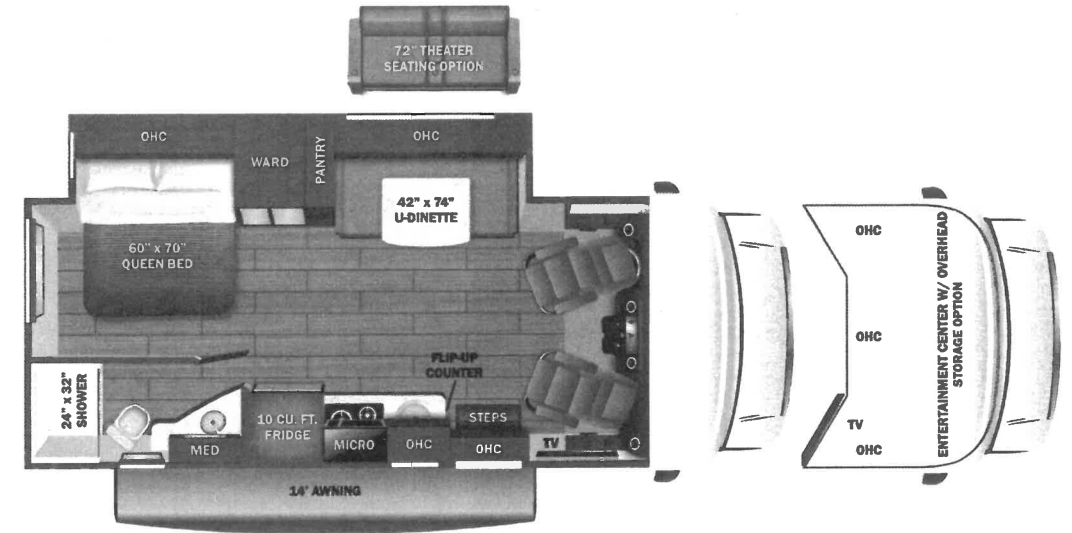 72" THEATER
SEATING OPTION
OHC
WARD
PANTRY
OHC
42" x 74"
U-DINETTE
60" x 70"
QUEEN BED
OHC
OHC
ENTERTAINMENT CENTER W/ OVERHEAD
STORAGE OPTION
TV
OHC
FLIP-UP
COUNTER
24" x 32"
SHOWER
10 CU. FT.
FRIDGE
STEPS
MED
MICRO
OHC
OHC
TV
14' AWNING